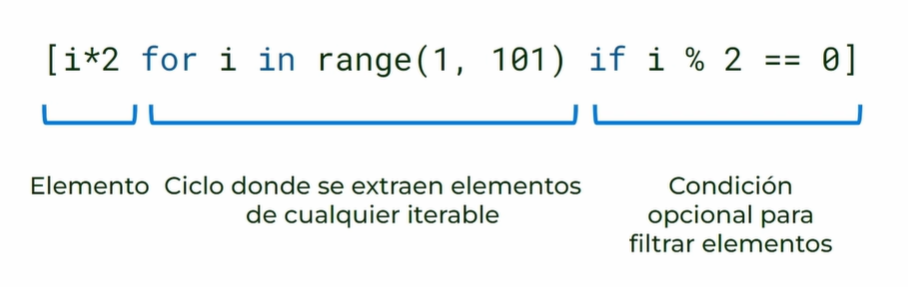 [i*2 for i in range(1, 101) if i % 2 == 0]
Elemento
Ciclo donde se extraen elementos
de cualquier iterable
Condición
opcional para
filtrar elementos